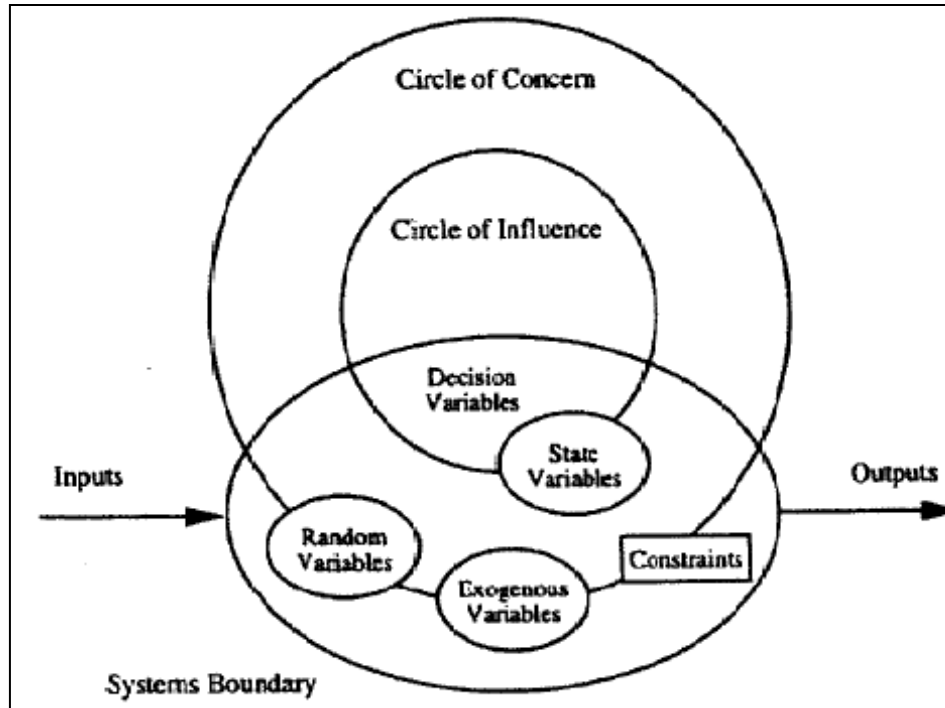 Circle of Concern
Circle of Influence
Decision
Variables
State
Variables
Inputs
Outputs
Random
Variables
Constraints
Exogenous
Variables
Systems Boundary